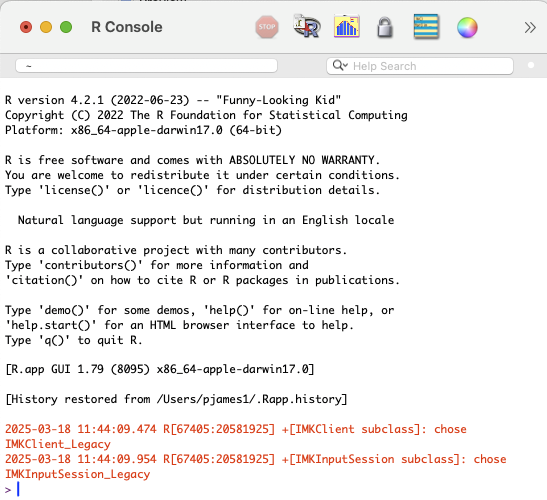 R Console
STOP
~
Help Search
R version 4.2.1 (2022-06-23) -- "Funny-Looking Kid"
Copyright (C) 2022 The R Foundation for Statistical Computing
Platform: x86_64-apple-darwin17.0 (64-bit)
R is free software and comes with ABSOLUTELY NO WARRANTY.
You are welcome to redistribute it under certain conditions.
Type 'license()' or 'licence()' for distribution details.
Natural language support but running in an English locale
R is a collaborative project with many contributors.
Type 'contributors()' for more information and
'citation()' on how to cite R or R packages in publications.
Type 'demo()' for some demos, 'help()' for on-line help, or
'help.start()' for an HTML browser interface to help.
Type 'q()' to quit R.
[R.app GUI 1.79 (8095) x86_64-apple-darwin17.0]
[History restored from /Users/pjames1/.Rapp.history]
2025-03-18 11:44:09.474 R[67405:20581925] +[IMKClient subclass]: chose
IMKClient_Legacy
2025-03-18 11:44:09.954 R[67405:20581925] +[IMKInputSession subclass]: chose
IMKInputSession_Legacy
>